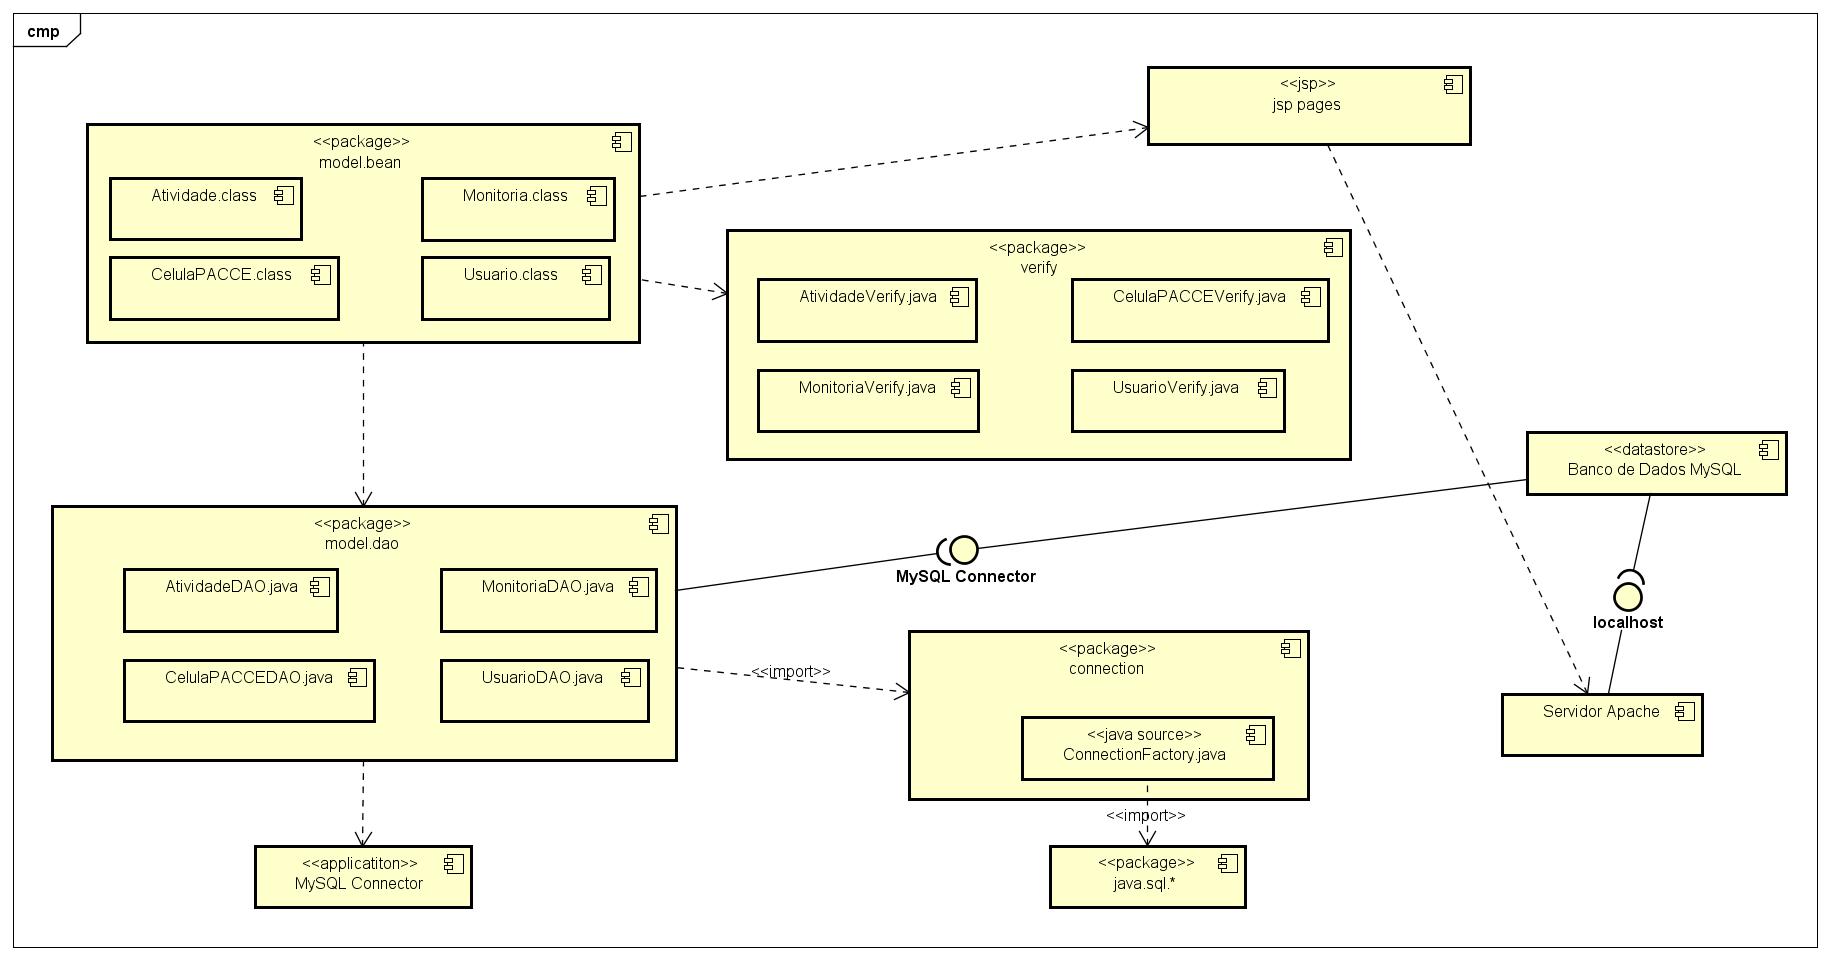 cmp
<<jsp>>
jsp pages
<<package>>
model.bean
Atividade.class
Monitoria.class
CelulaPACCE.class
Usuario.class
<<package>>
verify
AtividadeVerify.java
CelulaPACCEVerify.java
MonitoriaVerify.java
UsuarioVerify.java
<<datastore>>
Banco de Dados MySQL
<<package>>
model.dao
AtividadeDAO.java
MonitoriaDAO.java
CelulaPACCEDAO.java
UsuarioDAO.java
MySQL Connector
localhost
<<import>>
<<package>>
connection
<<java source>>
ConnectionFactory.java
Servidor Apache
<<import>>
<<applicatiton>>
MySQL Connector
<<package>>
java.sql.*